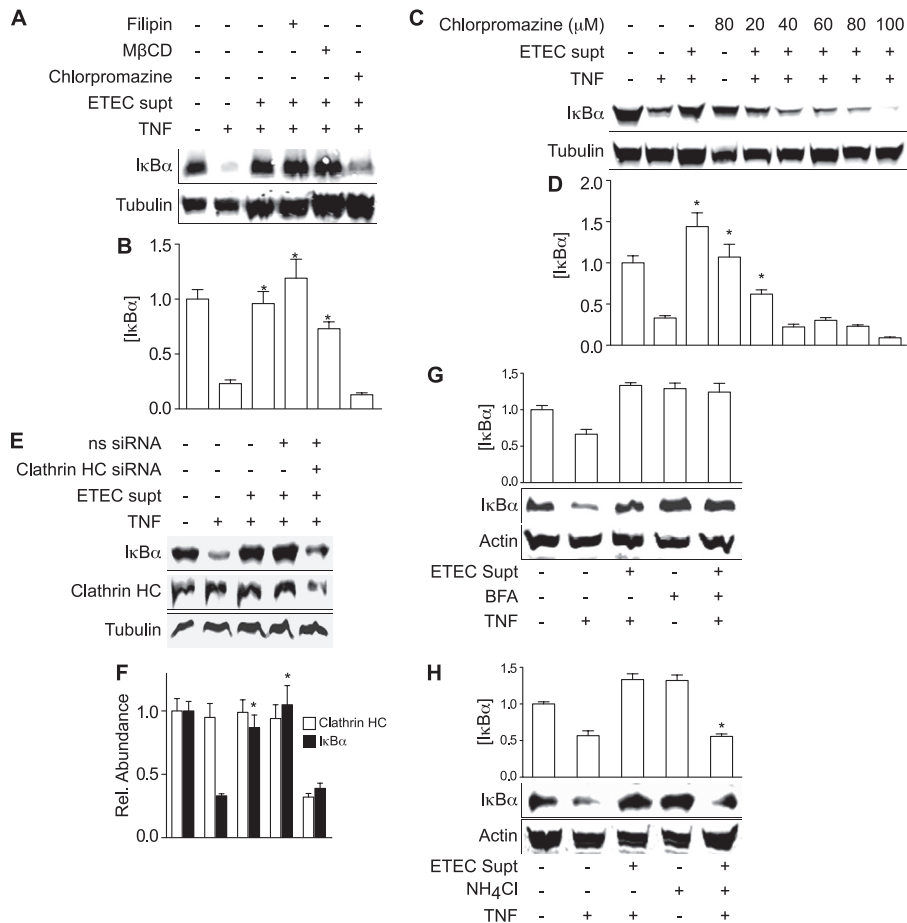 A
Filipin - - - + - -
MβCD - - - - + -
Chlorpromazine - - - - - +
ETEC supt - - + + + +
TNF - + + + + +
IκBα
Tubulin
B
[IκBα]
1.5
1.0
0.5
0.0
* * *
C
Chlorpromazine (μM) - - - 80 20 40 60 80 100
ETEC supt - - + - + + + + +
TNF - + + - + + + + +
IκBα
Tubulin
D
[IκBα]
2.0
1.5
1.0
0.5
0.0
* * *
E
ns siRNA - - - + +
Clathrin HC siRNA - - - - +
ETEC supt - - + + +
TNF - + + + +
IκBα
Clathrin HC
Tubulin
F
Rel. Abundance
1.0
0.5
0.0
* *
Clathrin HC
IκBα
G
[IκBα]
1.5
1.0
0.5
0.0
IκBα
Actin
ETEC Supt - - + - +
BFA - - - + +
TNF - + + - +
H
[IκBα]
1.5
1.0
0.5
0.0
*
IκBα
Actin
ETEC Supt - - + - +
NH₄Cl - - - + +
TNF - + + - +